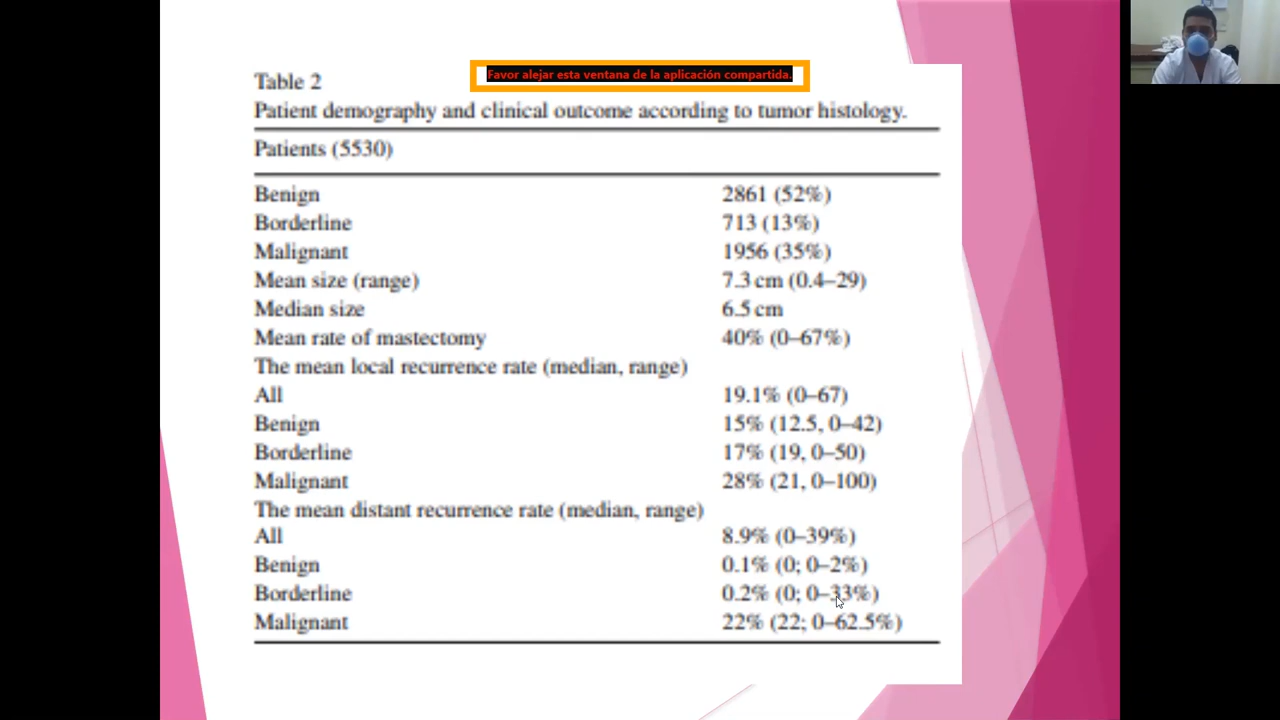 Favor alejar esta ventana de la aplicación compartida.
Table 2
Patient demography and clinical outcome according to tumor histology.
Patients (5530)
Benign 2861 (52%)
Borderline 713 (13%)
Malignant 1956 (35%)
Mean size (range) 7.3 cm (0.4–29)
Median size 6.5 cm
Mean rate of mastectomy 40% (0–67%)
The mean local recurrence rate (median, range)
All 19.1% (0–67)
Benign 15% (12.5, 0–42)
Borderline 17% (19, 0–50)
Malignant 28% (21, 0–100)
The mean distant recurrence rate (median, range)
All 8.9% (0–39%)
Benign 0.1% (0; 0–2%)
Borderline 0.2% (0; 0–33%)
Malignant 22% (22; 0–62.5%)